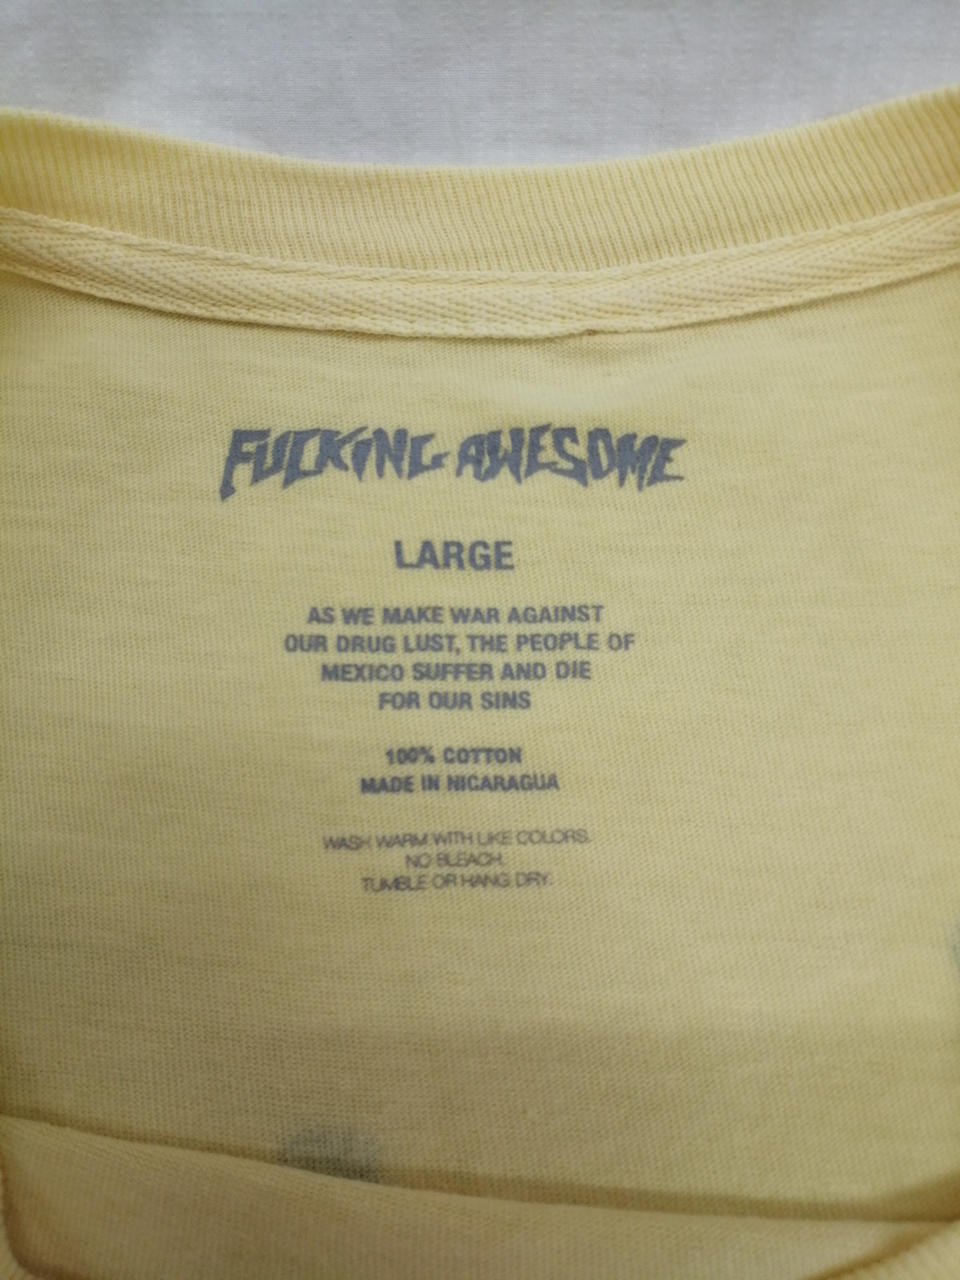 FUCKING AWESOME
LARGE
AS WE MAKE WAR AGAINST
OUR DRUG LUST, THE PEOPLE OF
MEXICO SUFFER AND DIE
FOR OUR SINS
100% COTTON
MADE IN NICARAGUA
WASH WARM WITH LIKE COLORS.
NO BLEACH.
TUMBLE OR HANG DRY.